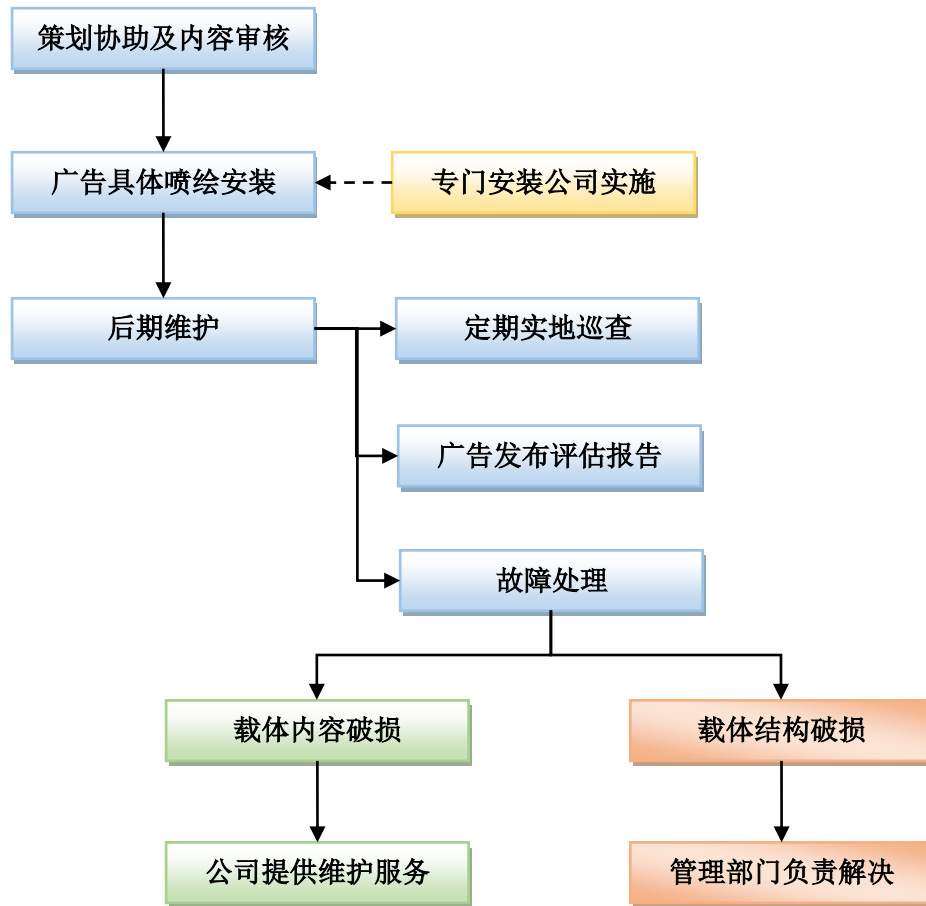 策划协助及内容审核
广告具体喷绘安装
专门安装公司实施
后期维护
定期实地巡查
广告发布评估报告
故障处理
载体内容破损
载体结构破损
公司提供维护服务
管理部门负责解决